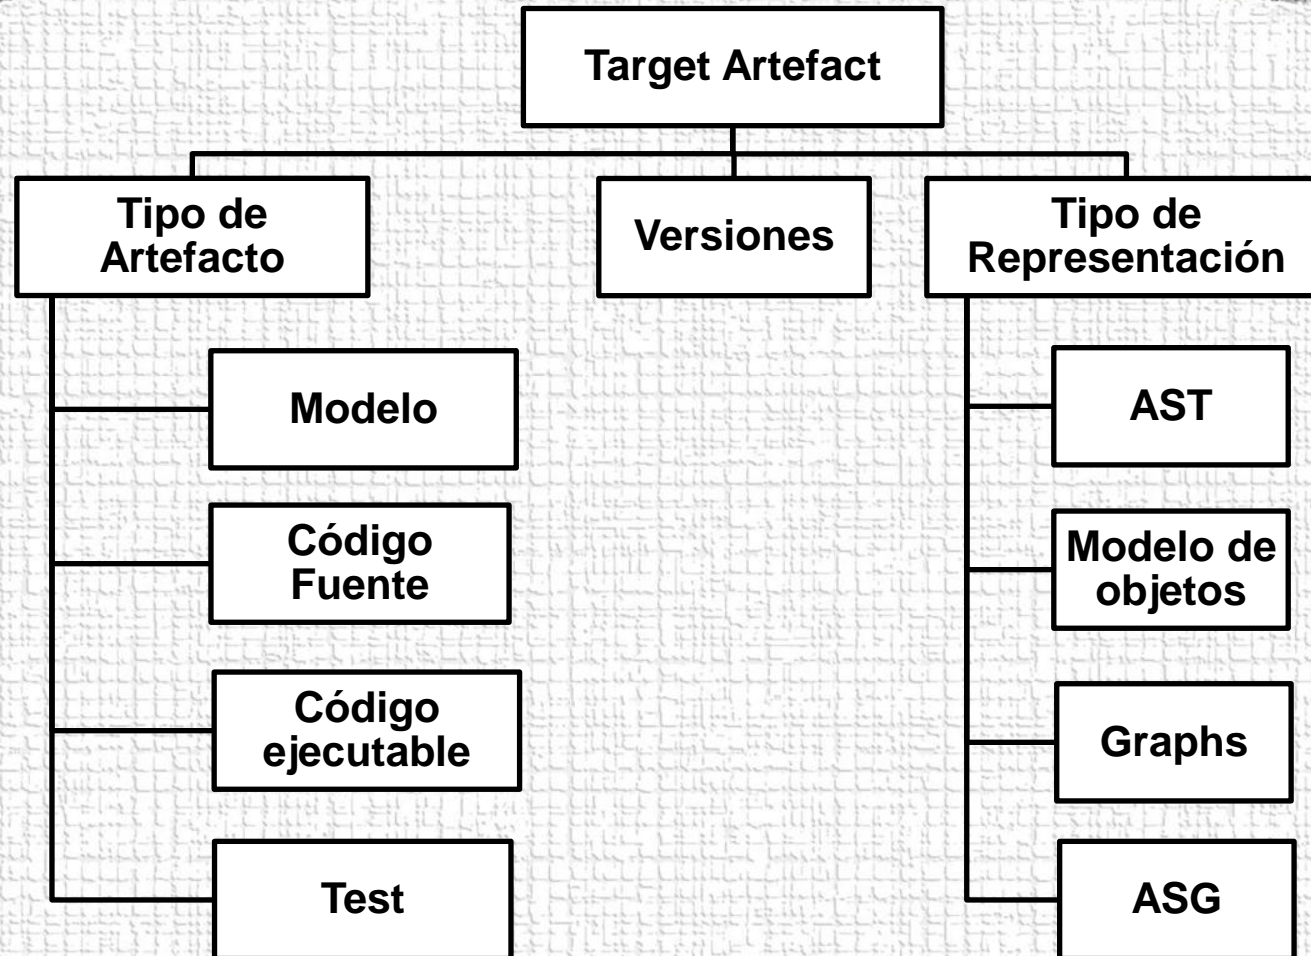 Target Artefact
Tipo de
Artefacto
Versiones
Tipo de
Representación
Modelo
Código
Fuente
Código
ejecutable
Test
AST
Modelo de
objetos
Graphs
ASG